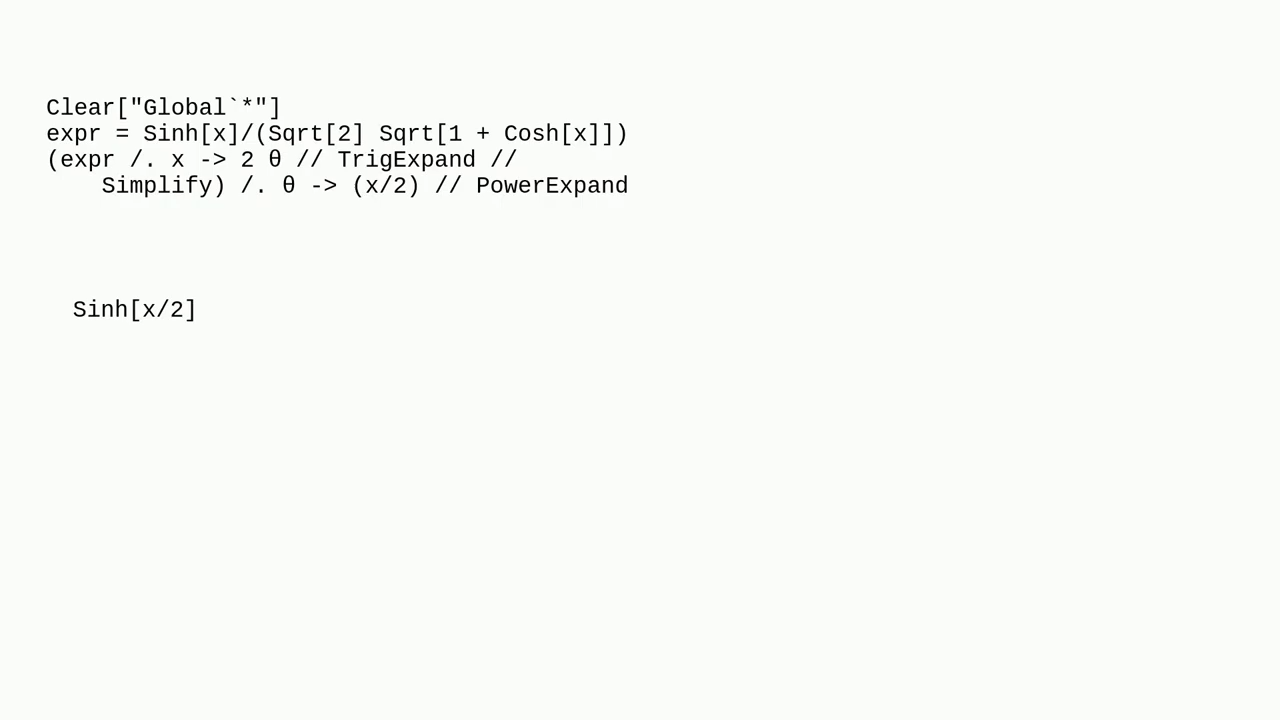 Clear["Global`*"]
expr = Sinh[x]/(Sqrt[2] Sqrt[1 + Cosh[x]])
(expr /. x -> 2 θ // TrigExpand //
    Simplify) /. θ -> (x/2) // PowerExpand
Sinh[x/2]